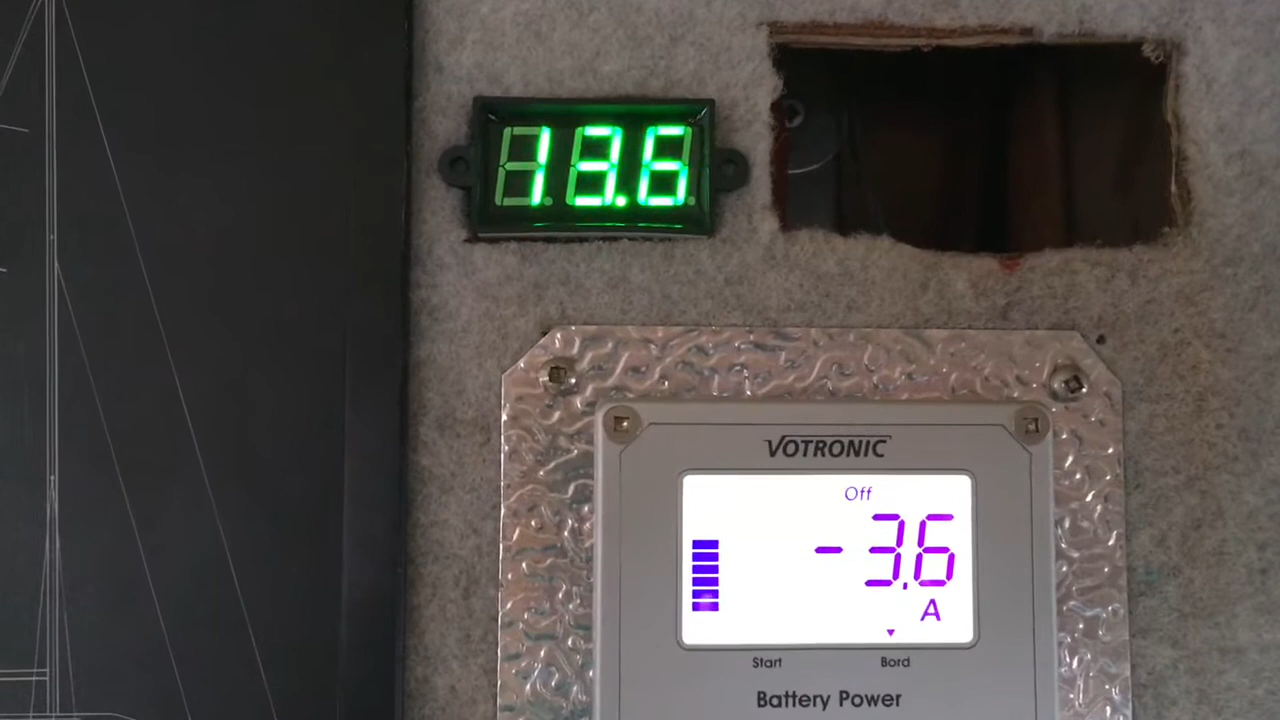 13.6
VOTRONIC
Off
-3.6
A
Start Bord
Battery Power